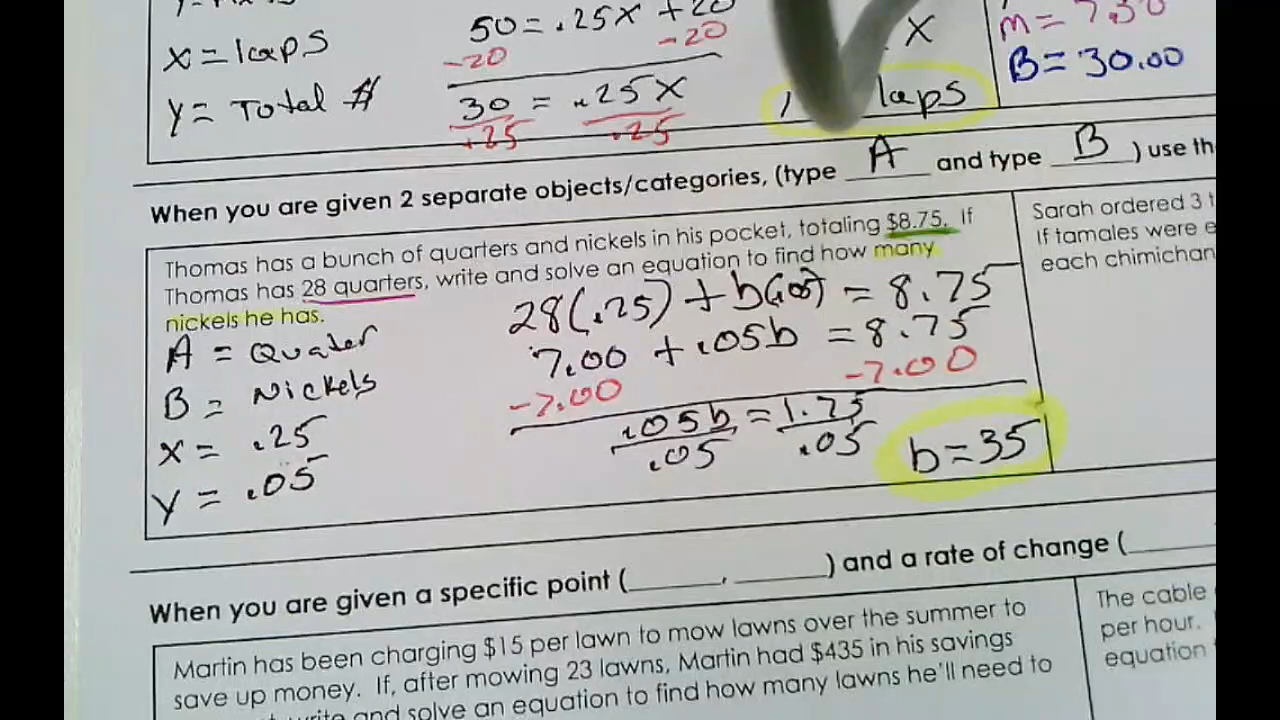 50 = .25x + 20
-20 -20
x = laps
30 = .25x
.25 .25
x
laps
y = Total $
m = 7.50
B = 30.00
When you are given 2 separate objects/categories, (type A and type B) use th
Thomas has a bunch of quarters and nickels in his pocket, totaling $8.75. If
Thomas has 28 quarters, write and solve an equation to find how many
nickels he has.
A = Quater
B = Nickels
x = .25
y = .05
28(.25) + b(.05) = 8.75
7.00 + .05b = 8.75
-7.00 -7.00
.05b = 1.75
.05 .05
b = 35
Sarah ordered 3 t
If tamales were e
each chimichan
When you are given a specific point (______, ______) and a rate of change (
Martin has been charging $15 per lawn to mow lawns over the summer to
save up money. If, after mowing 23 lawns, Martin had $435 in his savings
and solve an equation to find how many lawns he'll need to
The cable
per hour.
equation